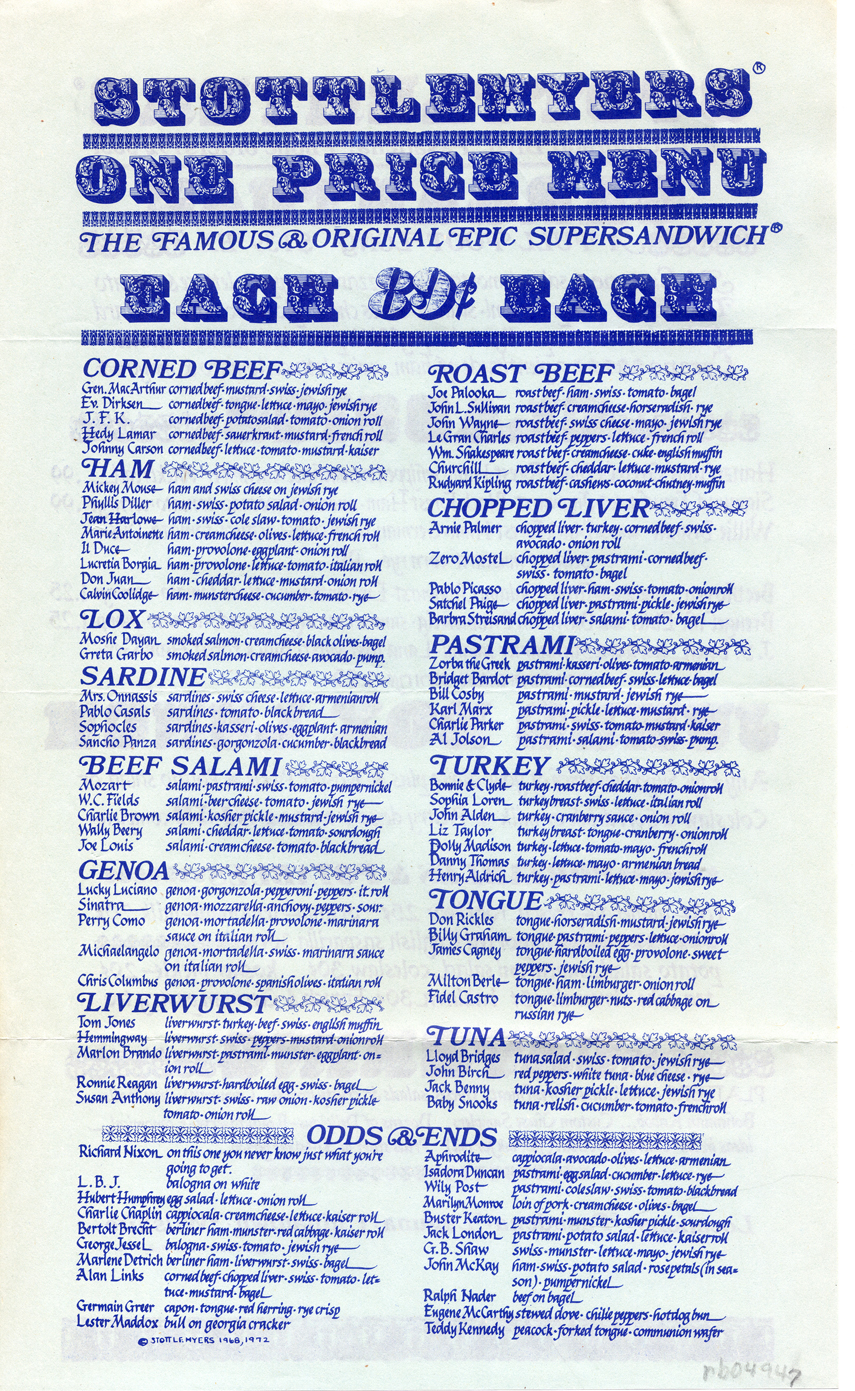 STOTTLEMYERS®
ONE PRICE MENU
THE FAMOUS & ORIGINAL EPIC SUPERSANDWICH®
EACH 89¢ EACH
CORNED BEEF
Gen. MacArthur cornedbeef·mustard·swiss·jewish rye
Ev. Dirksen cornedbeef·tongue·lettuce·mayo·jewish rye
J. F. K. cornedbeef·potatosalad·tomato·onion roll
Hedy Lamar cornedbeef·sauerkraut·mustard·french roll
Johnny Carson cornedbeef·lettuce·tomato·mustard·kaiser
HAM
Mickey Mouse ham and swiss cheese on jewish rye
Phyllis Diller ham·swiss·potato salad·onion roll
Jean Harlowe ham·swiss·cole slaw·tomato·jewish rye
Marie Antoinette ham·creamcheese·olives·lettuce·french roll
Il Duce ham·provolone·eggplant·onion roll
Lucretia Borgia ham·provolone·lettuce·tomato·italian roll
Don Juan ham·cheddar·lettuce·mustard·onion roll
Calvin Coolidge ham·munstercheese·cucumber·tomato·rye
LOX
Moshe Dayan smoked salmon·creamcheese·black olives·bagel
Greta Garbo smoked salmon·creamcheese·avocado·pump.
SARDINE
Mrs. Onnassis sardines·swiss cheese·lettuce·armenian roll
Pablo Casals sardines·tomato·blackbread
Sophocles sardines·kasseri·olives·eggplant·armenian
Sancho Panza sardines·gorgonzola·cucumber·blackbread
BEEF SALAMI
Mozart salami·pastrami·swiss·tomato·pumpernickel
W.C. Fields salami·beercheese·tomato·jewish rye
Charlie Brown salami·kosher pickle·mustard·jewish rye
Wally Beery salami·cheddar·lettuce·tomato·sourdough
Joe Louis salami·creamcheese·tomato·blackbread
GENOA
Lucky Luciano genoa·gorgonzola·pepperoni·peppers·it.roll
Sinatra genoa·mozzarella·anchovy·peppers·sour
Perry Como genoa·mortadella·provolone·marinara
sauce on italian roll
Michaelangelo genoa·mortadella·swiss·marinara sauce
on italian roll
Chris Columbus genoa·provolone·spanish olives·italian roll
LIVERWURST
Tom Jones liverwurst·turkey·beef·swiss·english muffin
Hemmingway liverwurst·swiss·peppers·mustard·onionroll
Marlon Brando liverwurst·pastrami·munster·eggplant·on=
ion roll
Ronnie Reagan liverwurst·hardboiled egg·swiss·bagel
Susan Anthony liverwurst·swiss·raw onion·kosher pickle·
tomato·onion roll
ROAST BEEF
Joe Palooka roastbeef·ham·swiss·tomato·bagel
John L. Sullivan roastbeef·creamcheese·horseradish·rye
John Wayne roastbeef·swiss cheese·mayo·jewish rye
Le Gran Charles roastbeef·peppers·lettuce·french roll
Wm. Shakespeare roastbeef·creamcheese·cuke·english muffin
Churchill roastbeef·cheddar·lettuce·mustard·rye
Rudyard Kipling roastbeef·cashews·coconut·chutney·muffin
CHOPPED LIVER
Arnie Palmer chopped liver·turkey·cornedbeef·swiss·
avocado·onion roll
Zero Mostel chopped liver·pastrami·cornedbeef·
swiss·tomato·bagel
Pablo Picasso chopped liver·ham·swiss·tomato·onionroll
Satchel Paige chopped liver·pastrami·pickle·jewish rye
Barbra Streisand chopped liver·salami·tomato·bagel
PASTRAMI
Zorba the Greek pastrami·kasseri·olives·tomato·armenian
Bridget Bardot pastrami·cornedbeef·swiss·lettuce·bagel
Bill Cosby pastrami·mustard·jewish rye
Karl Marx pastrami·pickle·lettuce·mustard·rye
Charlie Parker pastrami·swiss·tomato·mustard·kaiser
Al Jolson pastrami·salami·tomato·swiss·pump.
TURKEY
Bonnie & Clyde turkey·roastbeef·cheddar·tomato·onionroll
Sophia Loren turkeybreast·swiss·lettuce·italian roll
John Alden turkey·cranberry sauce·onion roll
Liz Taylor turkeybreast·tongue·cranberry·onionroll
Dolly Madison turkey·lettuce·tomato·mayo·frenchroll
Danny Thomas turkey·lettuce·mayo·armenian bread
Henry Aldrich turkey·pastrami·lettuce·mayo·jewish rye
TONGUE
Don Rickles tongue·horseradish·mustard·jewish rye
Billy Graham tongue·pastrami·peppers·lettuce·onionroll
James Cagney tongue·hardboiled egg·provolone·sweet
peppers·jewish rye
Milton Berle tongue·ham·limburger·onion roll
Fidel Castro tongue·limburger·nuts·red cabbage on
russian rye
TUNA
Lloyd Bridges tunasalad·swiss·tomato·jewish rye
John Birch red peppers·white tuna·blue cheese·rye
Jack Benny tuna·kosher pickle·lettuce·jewish rye
Baby Snooks tuna·relish·cucumber·tomato·frenchroll
ODDS & ENDS
Richard Nixon on this one you never know just what you're
going to get.
L.B.J. balogna on white
Hubert Humphrey egg salad·lettuce·onion roll
Charlie Chaplin cappiocala·creamcheese·lettuce·kaiser roll
Bertolt Brecht berliner ham·munster·red cabbage·kaiser roll
George Jessel balogna·swiss·tomato·jewish rye
Marlene Detrich berliner ham·liverwurst·swiss·bagel
Alan Links corned beef·chopped liver·swiss·tomato·let=
tuce·mustard·bagel
Germain Greer capon·tongue·red herring·rye crisp
Lester Maddox bull on georgia cracker
© STOTTLEMYERS 1968, 1972
Aphrodite cappiocala·avocado·olives·lettuce·armenian
Isadora Duncan pastrami·eggsalad·cucumber·rye
Wily Post pastrami·coleslaw·swiss·tomato·blackbread
Marilyn Monroe loin of pork·creamcheese·olives·bagel
Buster Keaton pastrami·munster·kosher pickle·sourdough
Jack London pastrami·potato salad·lettuce·kaiserroll
G.B. Shaw swiss·munster·lettuce·mayo·jewish rye
John McKay ham·swiss·potato salad·rosepetals (in sea=
son)·pumpernickel
Ralph Nader beef on bagel
Eugene McCarthy stewed dove·chilie peppers·hotdog bun
Teddy Kennedy peacock·forked tongue·communion wafer
rb04947